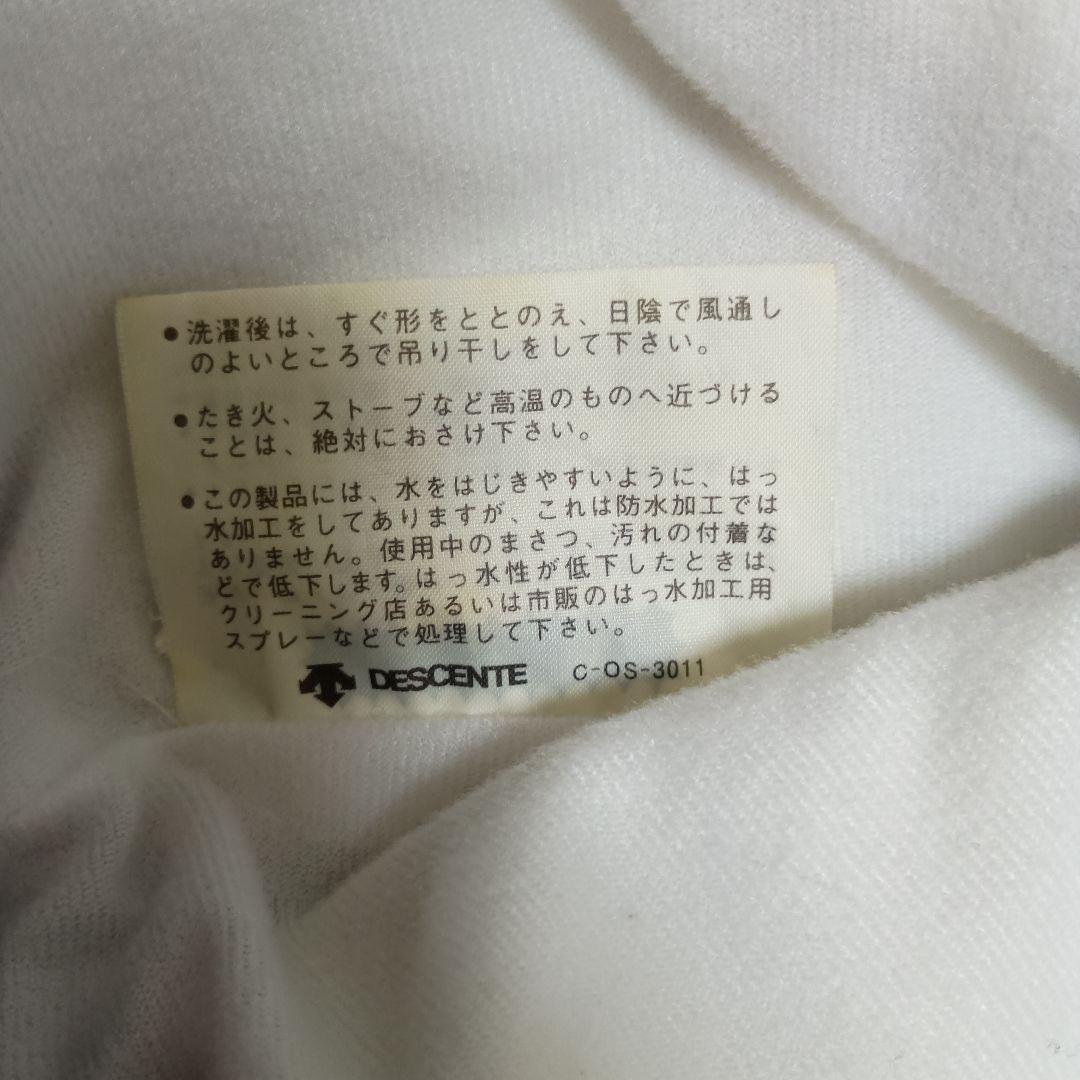 ●洗濯後は、すぐ形をととのえ、日陰で風通し
のよいところで吊り干しをして下さい。
●たき火、ストーブなど高温のものへ近づける
ことは、絶対におさけ下さい。
●この製品には、水をはじきやすいように、はっ
水加工をしてありますが、これは防水加工では
ありません。使用中のまさつ、汚れの付着な
どで低下します。はっ水性が低下したときは、
クリーニング店あるいは市販のはっ水加工用
スプレーなどで処理して下さい。
DESCENTE C-OS-3011